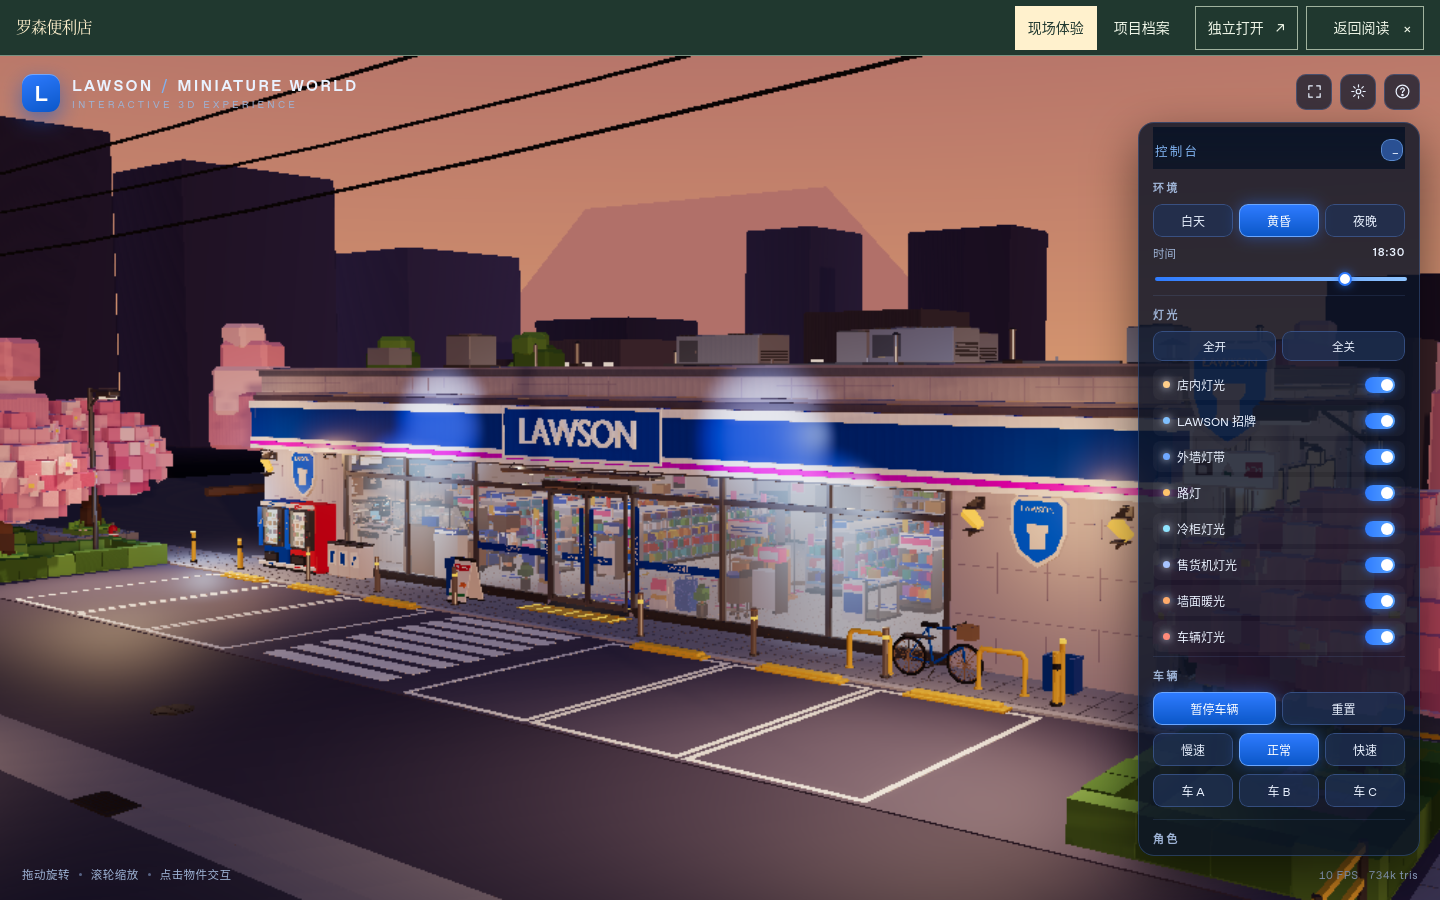 罗森便利店
现场体验
项目档案
独立打开 ↗
返回阅读 ×
L
LAWSON / MINIATURE WORLD
INTERACTIVE 3D EXPERIENCE
控制台
环境
白天
黄昏
夜晚
时间
18:30
灯光
全开
全关
店内灯光
LAWSON 招牌
外墙灯带
路灯
冷柜灯光
售货机灯光
墙面暖光
车辆灯光
车辆
暂停车辆
重置
慢速
正常
快速
车 A
车 B
车 C
角色
LAWSON
LAWSON
拖动旋转 • 滚轮缩放 • 点击物件交互
10 FPS 734k tris